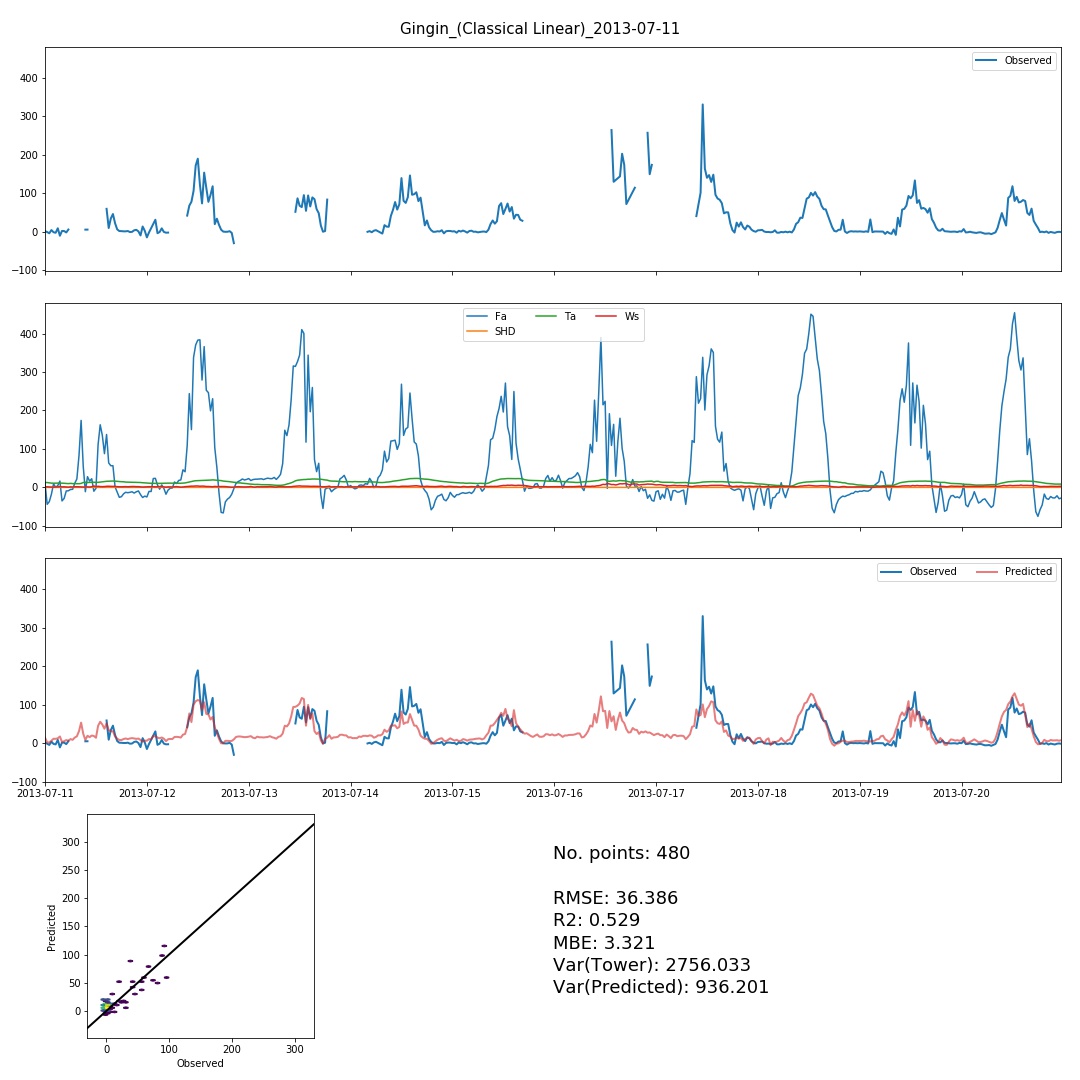 Gingin_(Classical Linear)_2013-07-11
Observed
400
300
200
100
0
−100
Fa Ta Ws
SHD
400
300
200
100
0
−100
Observed Predicted
400
300
200
100
0
−100
2013-07-11 2013-07-12 2013-07-13 2013-07-14 2013-07-15 2013-07-16 2013-07-17 2013-07-18 2013-07-19 2013-07-20
Predicted
300
250
200
150
100
50
0
0 100 200 300
Observed
No. points: 480
RMSE: 36.386
R2: 0.529
MBE: 3.321
Var(Tower): 2756.033
Var(Predicted): 936.201